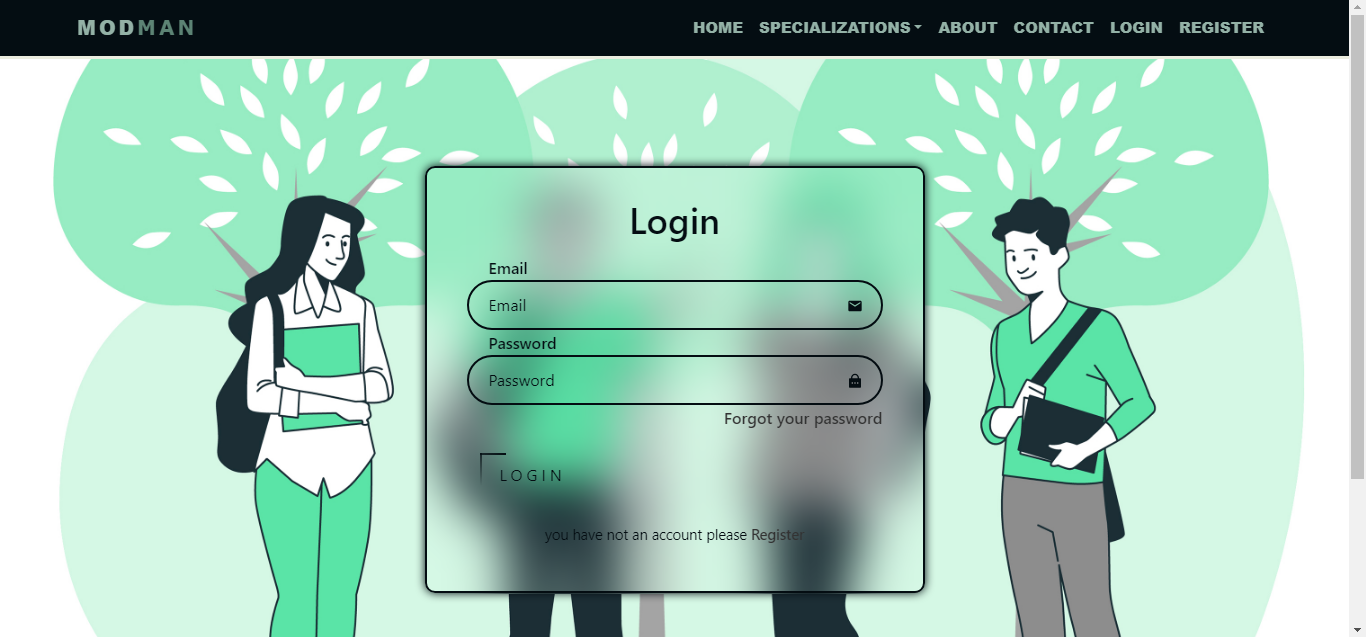 MODMAN
HOME SPECIALIZATIONS ABOUT CONTACT LOGIN REGISTER
Login
Email
Email
Password
Password
Forgot your password
LOGIN
you have not an account please Register